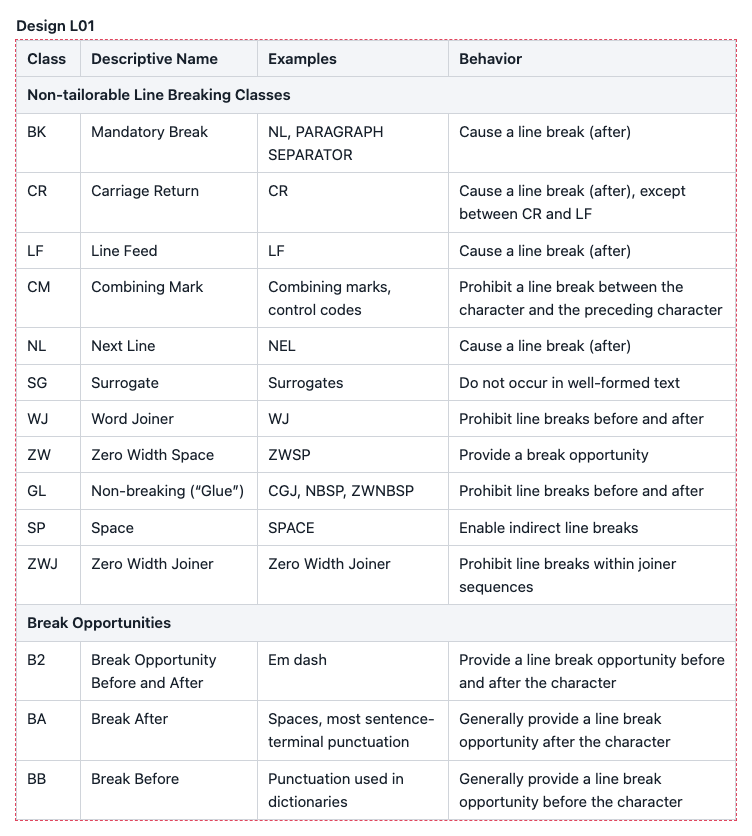 Design L01
Class Descriptive Name Examples Behavior
Non-tailorable Line Breaking Classes
BK Mandatory Break NL, PARAGRAPH Cause a line break (after)
SEPARATOR
CR Carriage Return CR Cause a line break (after), except
between CR and LF
LF Line Feed LF Cause a line break (after)
CM Combining Mark Combining marks, Prohibit a line break between the
control codes character and the preceding character
NL Next Line NEL Cause a line break (after)
SG Surrogate Surrogates Do not occur in well-formed text
WJ Word Joiner WJ Prohibit line breaks before and after
ZW Zero Width Space ZWSP Provide a break opportunity
GL Non-breaking (“Glue”) CGJ, NBSP, ZWNBSP Prohibit line breaks before and after
SP Space SPACE Enable indirect line breaks
ZWJ Zero Width Joiner Zero Width Joiner Prohibit line breaks within joiner
sequences
Break Opportunities
B2 Break Opportunity Em dash Provide a line break opportunity before
Before and After and after the character
BA Break After Spaces, most sentence- Generally provide a line break
terminal punctuation opportunity after the character
BB Break Before Punctuation used in Generally provide a line break
dictionaries opportunity before the character